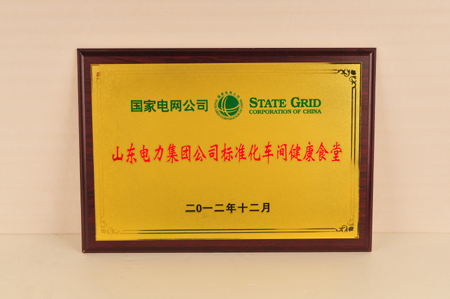 国家电网公司 STATE GRID
CORPORATION OF CHINA
山东电力集团公司标准化车间健康食堂
二0一二年十二月